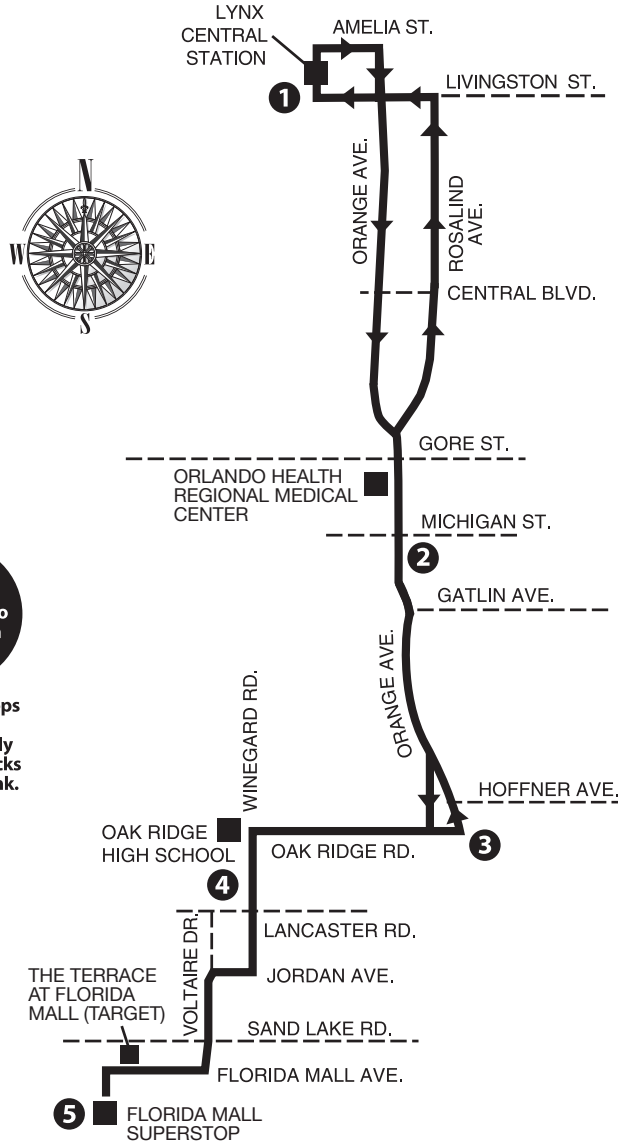 LYNX
CENTRAL
STATION
AMELIA ST.
1
LIVINGSTON ST.
ORANGE AVE.
ROSALIND
AVE.
N
W
E
S
CENTRAL BLVD.
GORE ST.
ORLANDO HEALTH
REGIONAL MEDICAL
CENTER
MICHIGAN ST.
2
GATLIN AVE.
ORANGE AVE.
WINEGARD RD.
HOFFNER AVE.
OAK RIDGE
HIGH SCHOOL
OAK RIDGE RD.
3
4
LANCASTER RD.
VOLTAIRE DR.
JORDAN AVE.
THE TERRACE
AT FLORIDA
MALL (TARGET)
SAND LAKE RD.
FLORIDA MALL AVE.
5
FLORIDA MALL
SUPERSTOP